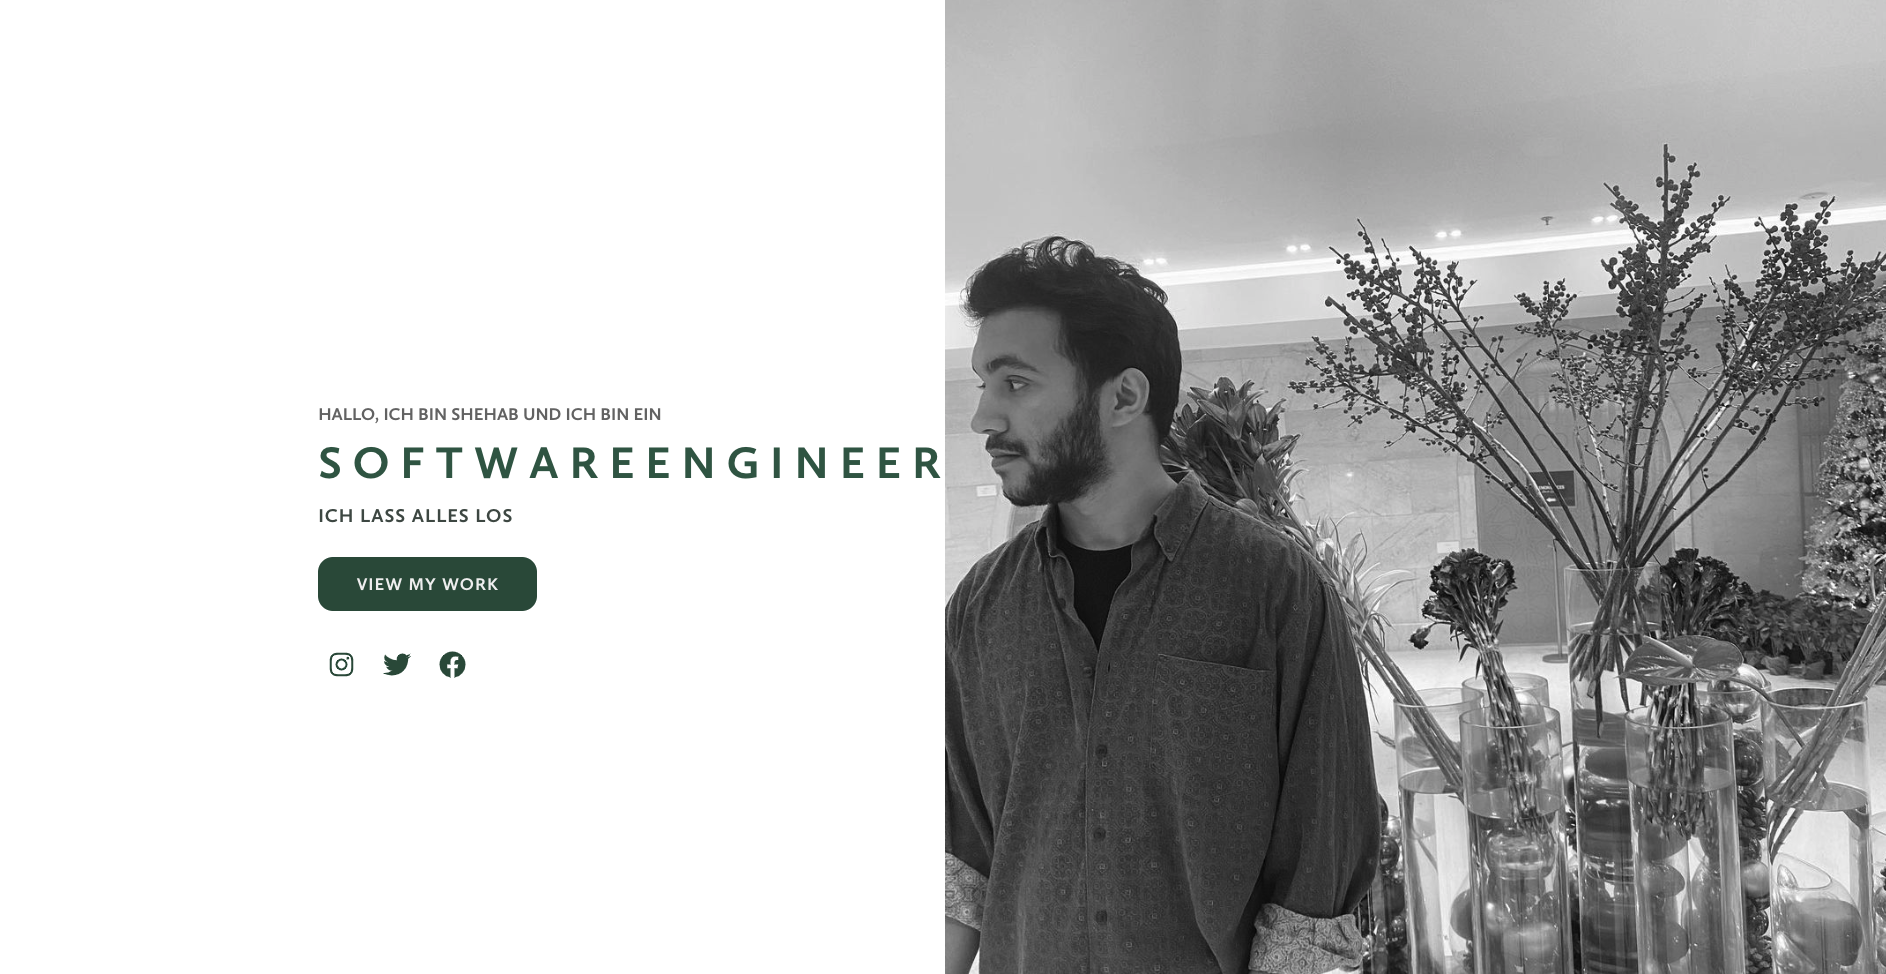 HALLO, ICH BIN SHEHAB UND ICH BIN EIN
SOFTWAREENGINEER
ICH LASS ALLES LOS
VIEW MY WORK